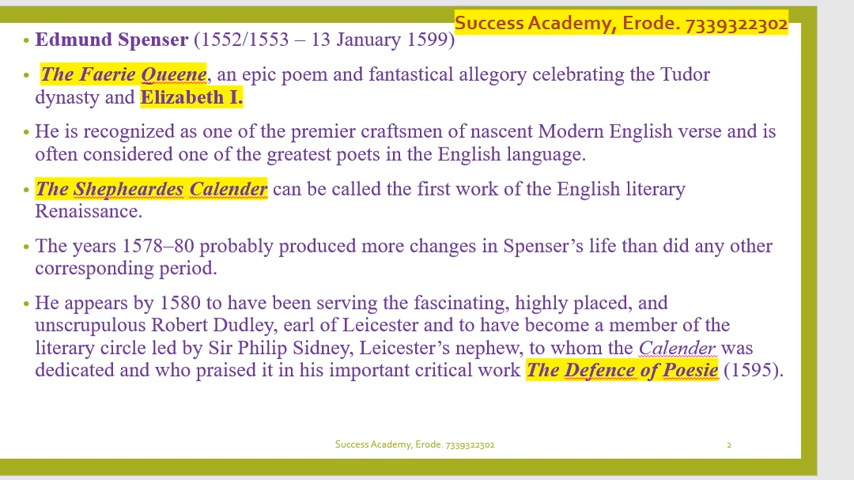 Success Academy, Erode. 7339322302
• Edmund Spenser (1552/1553 – 13 January 1599)
• The Faerie Queene, an epic poem and fantastical allegory celebrating the Tudor
dynasty and Elizabeth I.
• He is recognized as one of the premier craftsmen of nascent Modern English verse and is
often considered one of the greatest poets in the English language.
• The Shepheardes Calender can be called the first work of the English literary
Renaissance.
• The years 1578–80 probably produced more changes in Spenser’s life than did any other
corresponding period.
• He appears by 1580 to have been serving the fascinating, highly placed, and
unscrupulous Robert Dudley, earl of Leicester and to have become a member of the
literary circle led by Sir Philip Sidney, Leicester’s nephew, to whom the Calender was
dedicated and who praised it in his important critical work The Defence of Poesie (1595).
Success Academy, Erode. 7339322302
2